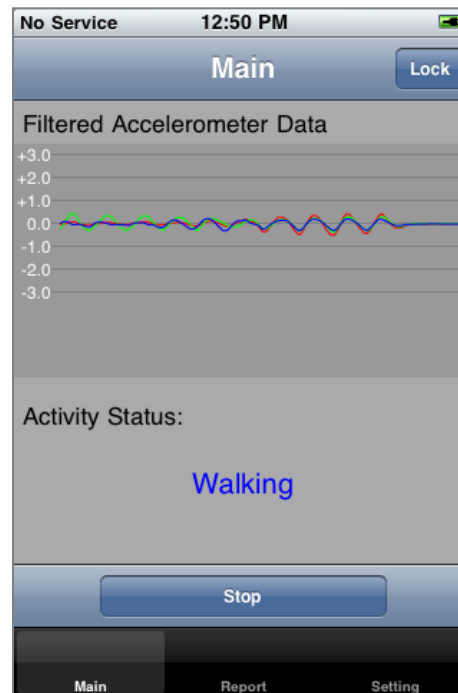 No Service 12:50 PM
Main Lock
Filtered Accelerometer Data
+3.0
+2.0
+1.0
0.0
-1.0
-2.0
-3.0
Activity Status:
Walking
Stop
Main Report Setting